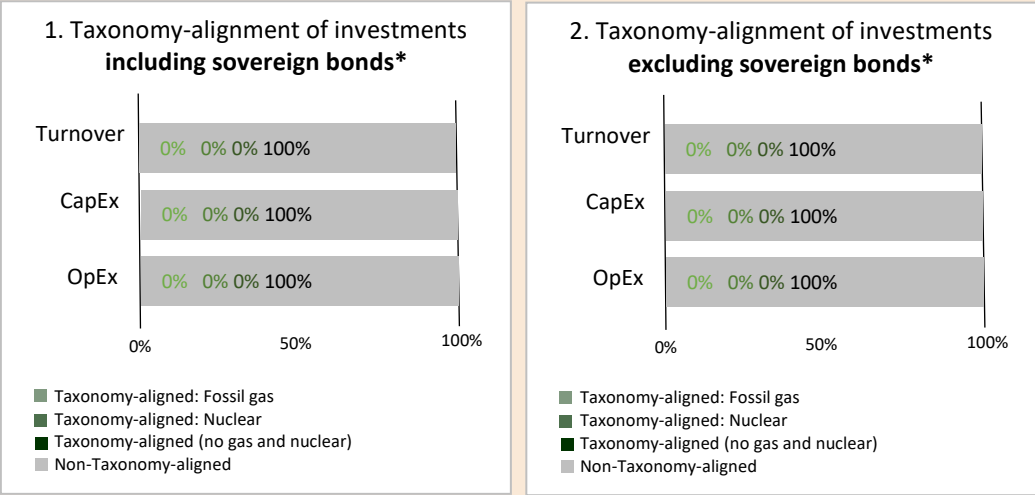 1. Taxonomy-alignment of investments
including sovereign bonds*
Turnover
0% 0% 0% 100%
CapEx
0% 0% 0% 100%
OpEx
0% 0% 0% 100%
0% 50% 100%
Taxonomy-aligned: Fossil gas
Taxonomy-aligned: Nuclear
Taxonomy-aligned (no gas and nuclear)
Non-Taxonomy-aligned
2. Taxonomy-alignment of investments
excluding sovereign bonds*
Turnover
0% 0% 0% 100%
CapEx
0% 0% 0% 100%
OpEx
0% 0% 0% 100%
0% 50% 100%
Taxonomy-aligned: Fossil gas
Taxonomy-aligned: Nuclear
Taxonomy-aligned (no gas and nuclear)
Non-Taxonomy-aligned